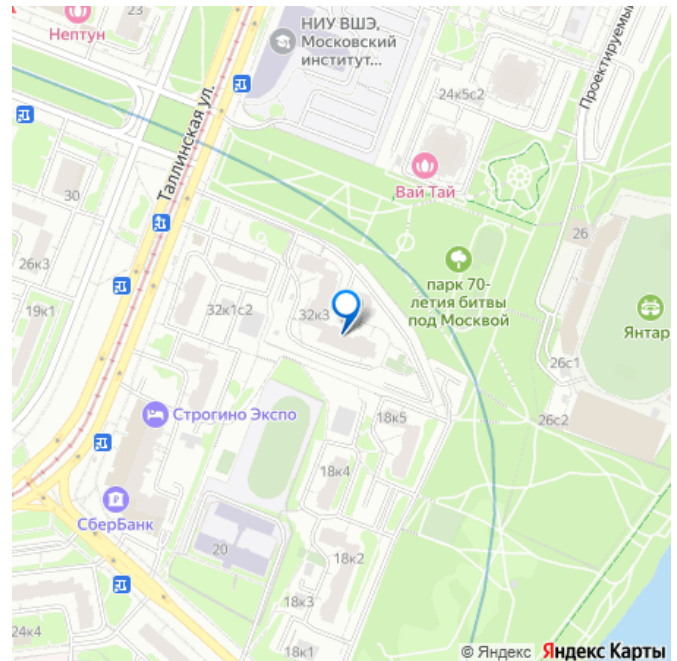 Нептун
23
НИУ ВШЭ,
Московский
институт...
Проектируемый
24к5с2
Таллинская ул.
Вай Тай
30
26
парк 70-
летия битвы
под Москвой
26к3
19к1
32к1с2
32к3
Янтар
26с1
Строгино Экспо
18к5
26с2
18к4
СберБанк
20
18к2
18к3
24к4
18к1
© Яндекс Яндекс Карты